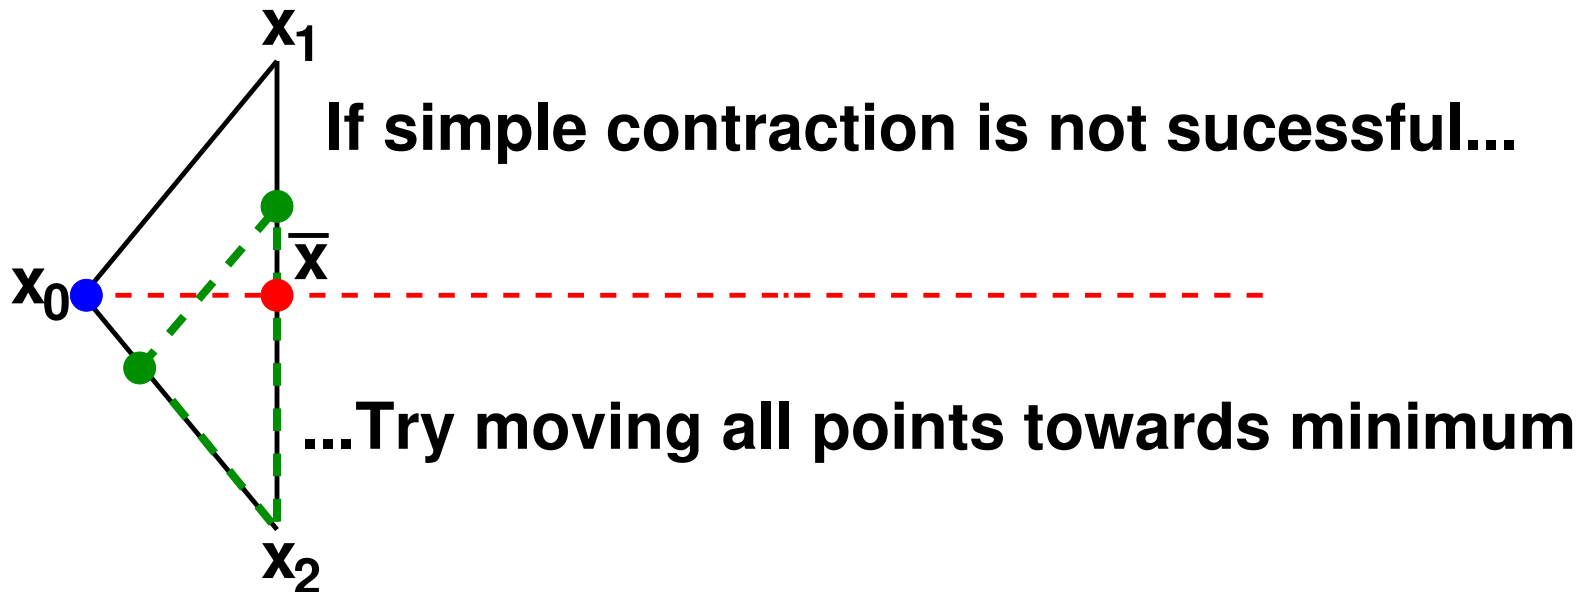 x₁
If simple contraction is not sucessful...
x̅
x₀
...Try moving all points towards minimum
x₂